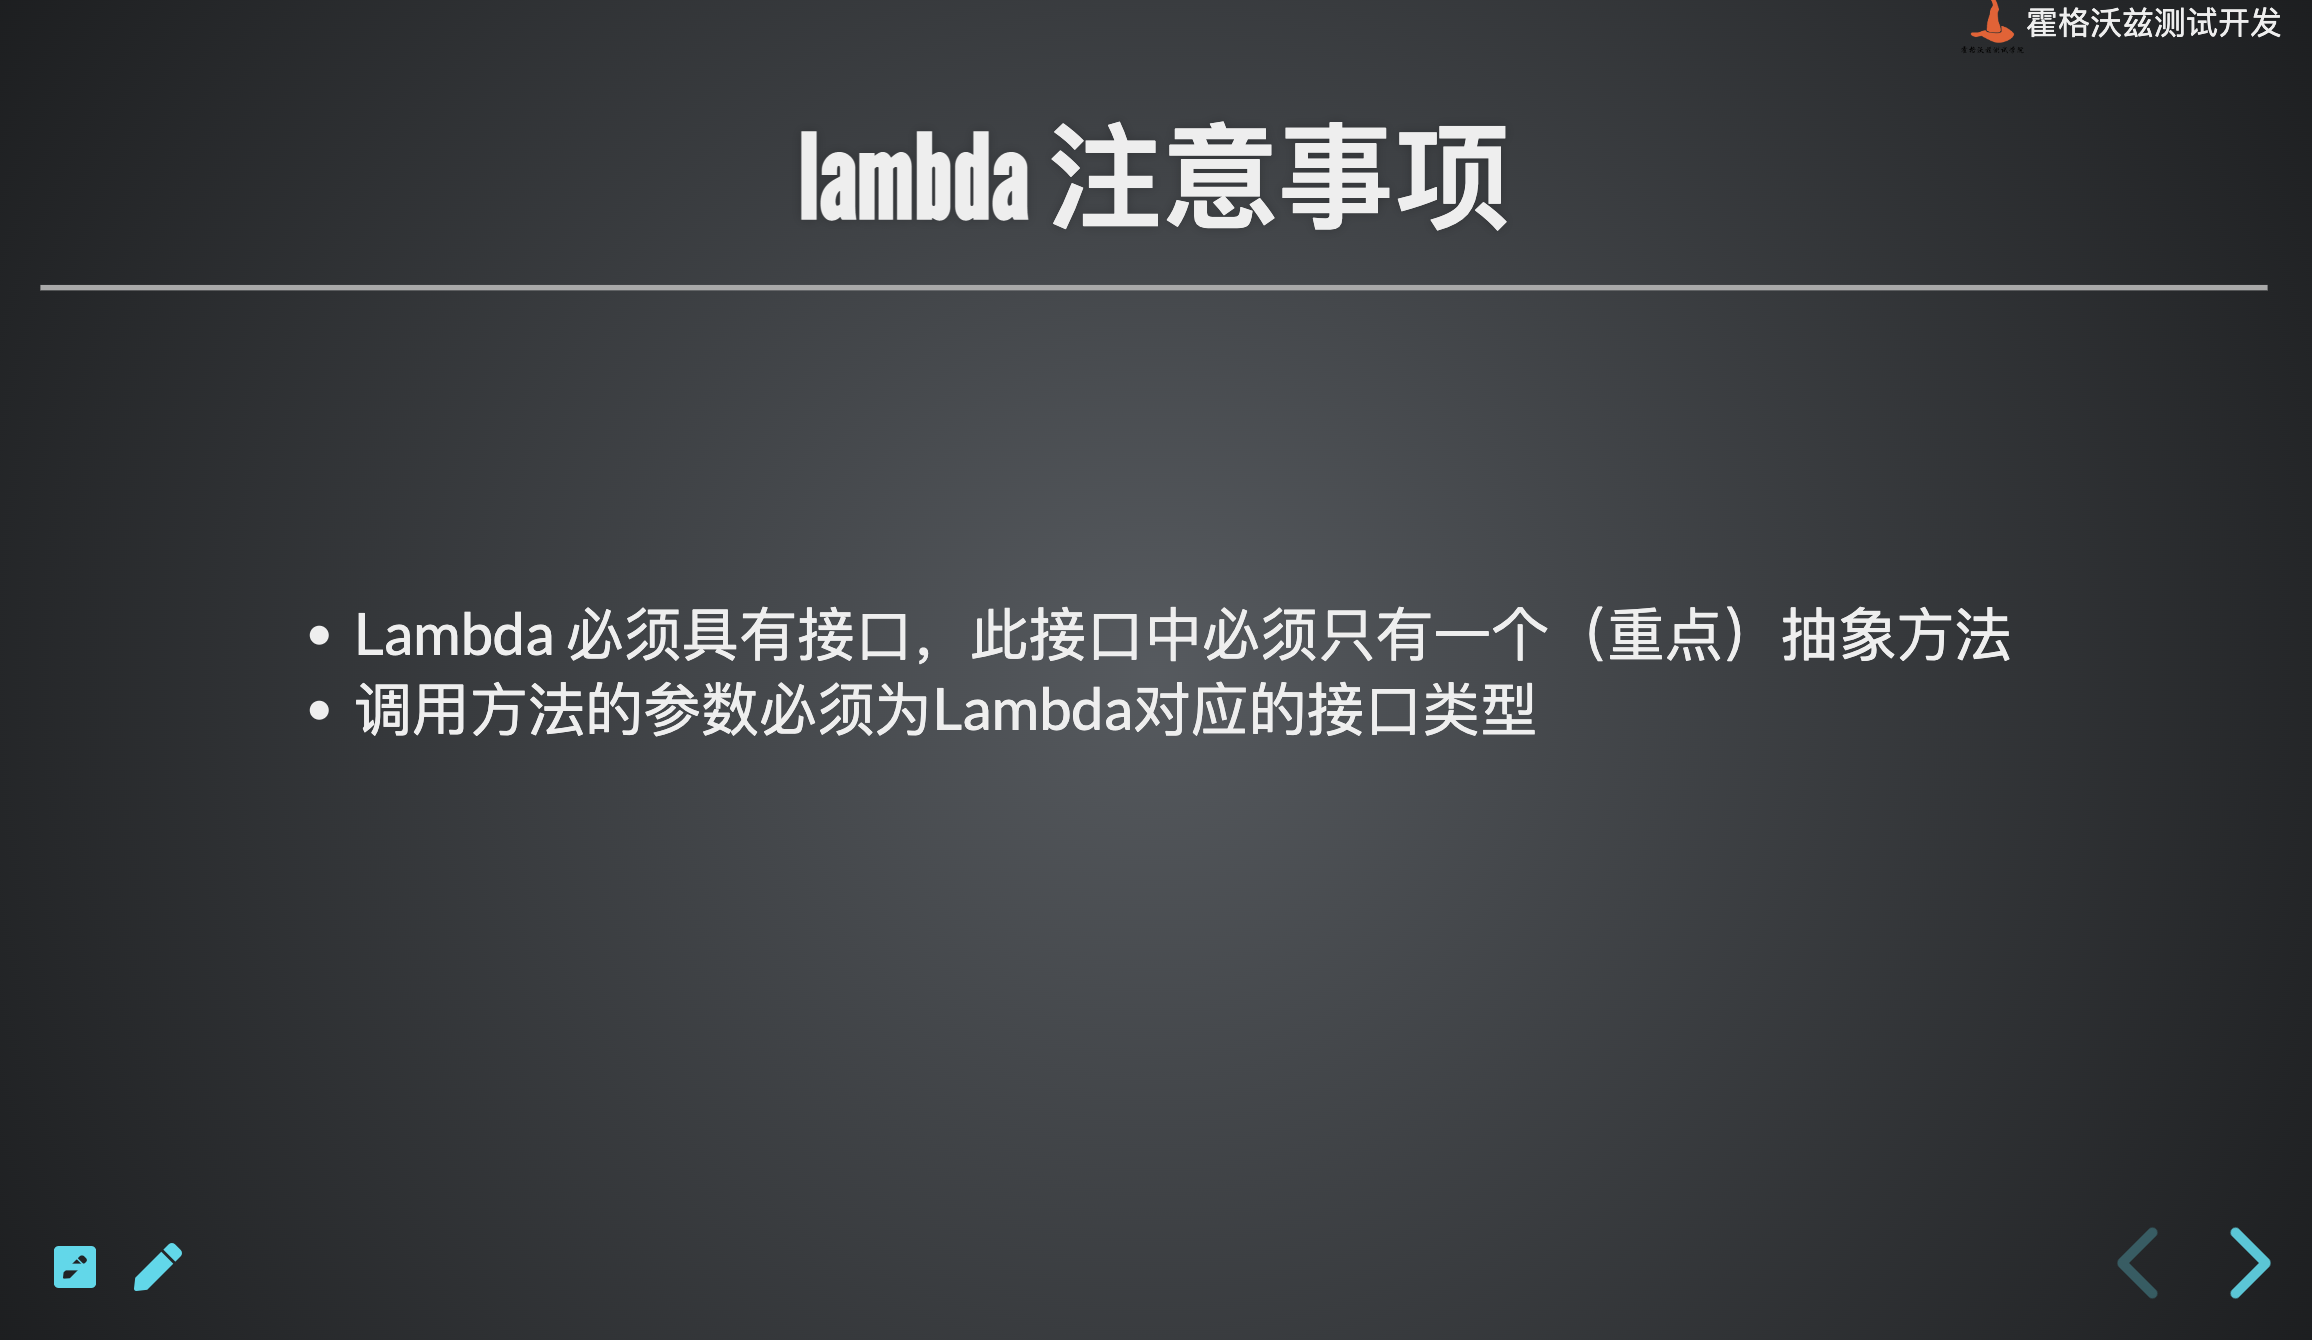 霍格沃兹测试开发
lambda 注意事项
Lambda 必须具有接口，此接口中必须只有一个（重点）抽象方法
调用方法的参数必须为Lambda对应的接口类型